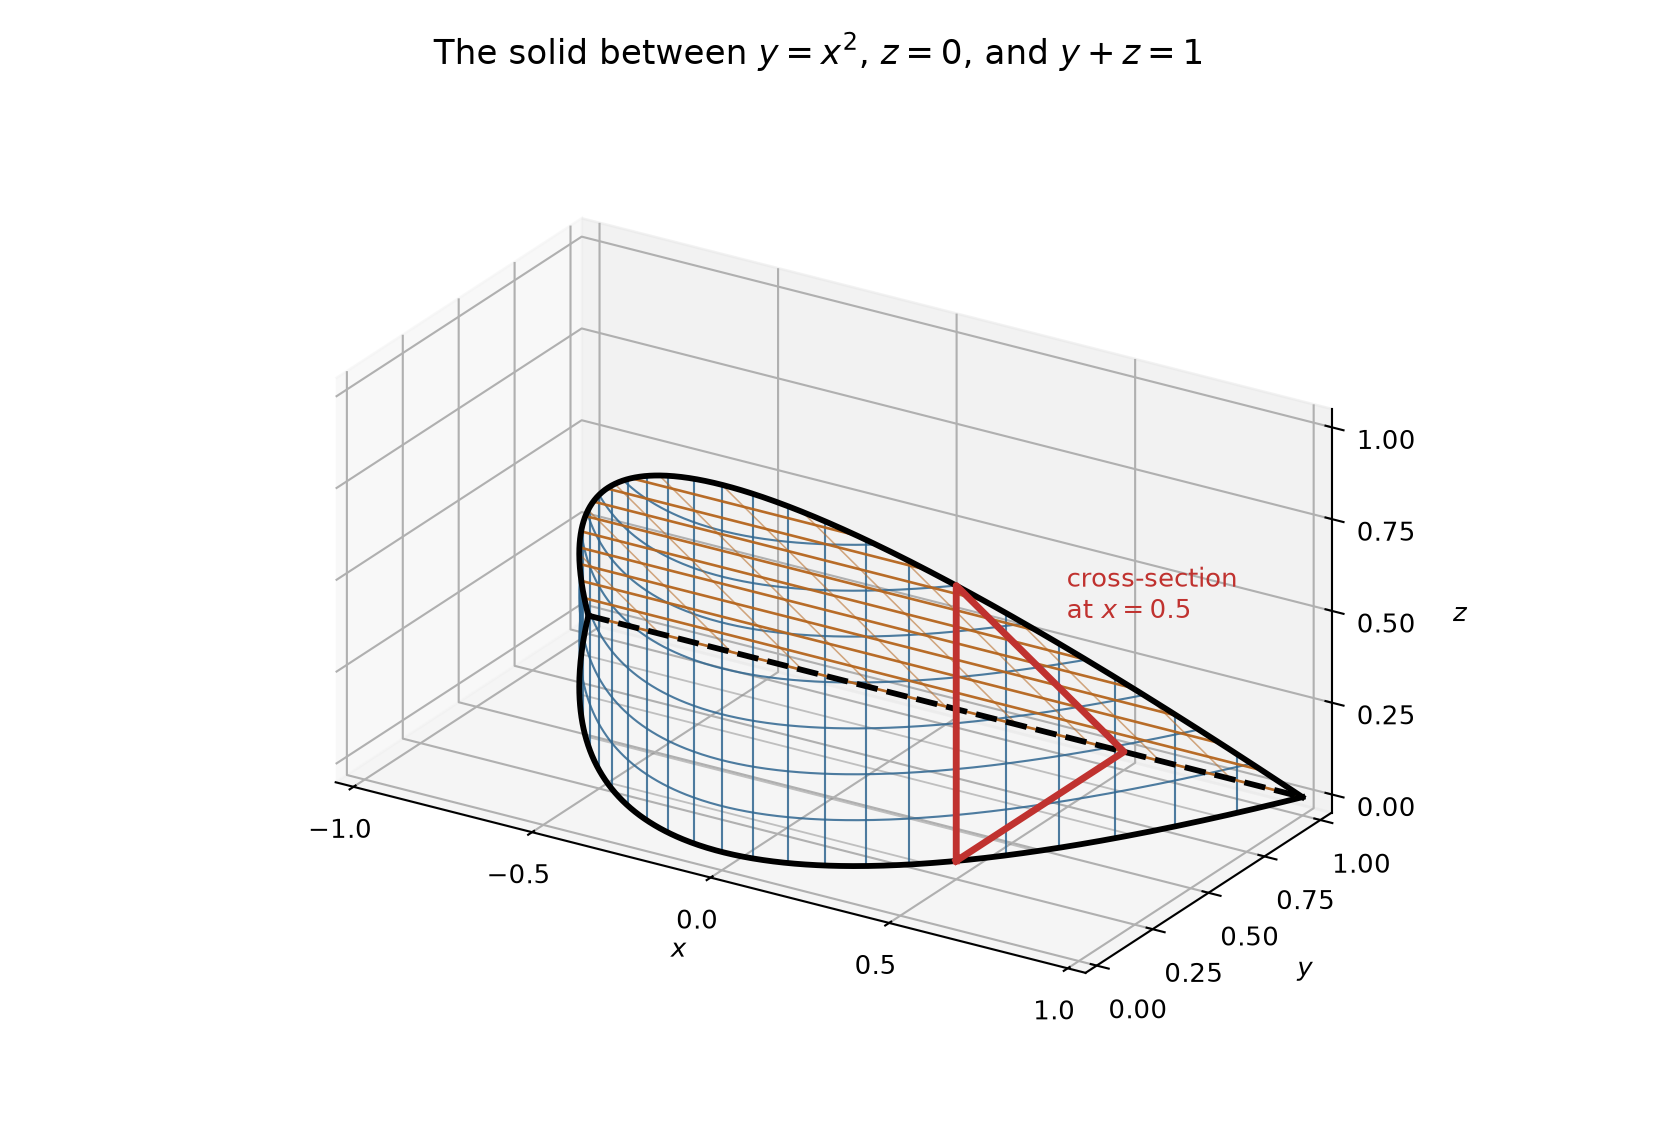 The solid between y = x², z = 0, and y + z = 1
cross-section
at x = 0.5
1.00
0.75
0.50
0.25
0.00
z
−1.0
−0.5
0.0
0.5
1.0
x
1.00
0.75
0.50
0.25
0.00
y